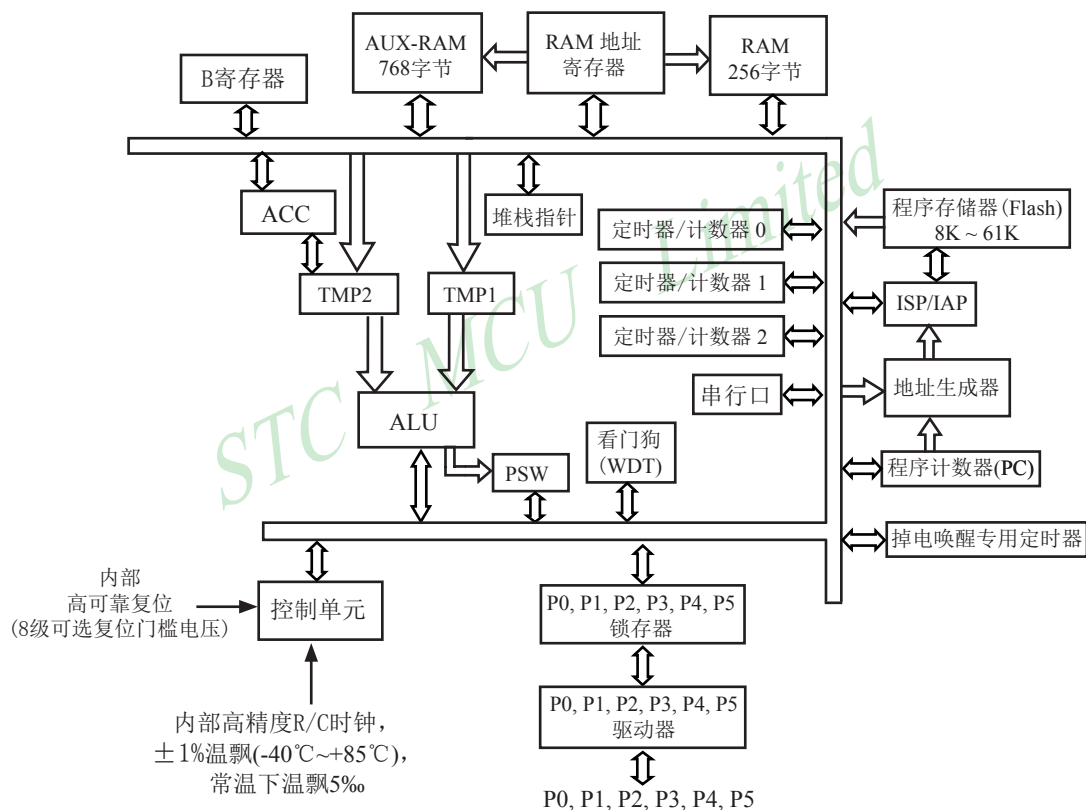 AUX-RAM
768字节
RAM 地址
寄存器
RAM
256字节
B寄存器
ACC
堆栈指针
定时器/计数器 0
程序存储器(Flash)
8K ~ 61K
TMP2
TMP1
定时器/计数器 1
ISP/IAP
定时器/计数器 2
串行口
地址生成器
ALU
看门狗
(WDT)
PSW
程序计数器(PC)
掉电唤醒专用定时器
内部
高可靠复位
(8级可选复位门槛电压)
控制单元
P0, P1, P2, P3, P4, P5
锁存器
P0, P1, P2, P3, P4, P5
驱动器
内部高精度R/C时钟,
±1%温飘(-40℃~+85℃),
常温下温飘5‰
P0, P1, P2, P3, P4, P5
STC MCU Limited